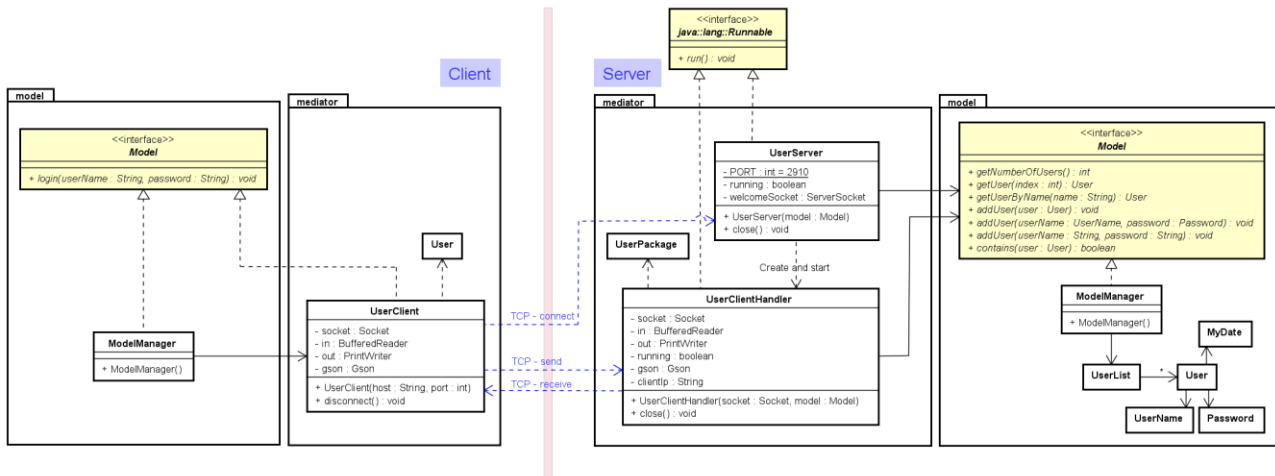 <<interface>>
java::lang::Runnable
+ run() : void
Client
Server
model
<<interface>>
Model
+ login(userName : String, password : String) : void
ModelManager
+ ModelManager()
mediator
User
UserClient
- socket : Socket
- in : BufferedReader
- out : PrintWriter
- gson : Gson
+ UserClient(host : String, port : int)
+ disconnect() : void
TCP - connect
TCP - send
TCP - receive
mediator
UserServer
- PORT : int = 2910
- running : boolean
- welcomeSocket : ServerSocket
+ UserServer(model : Model)
+ close() : void
UserPackage
Create and start
UserClientHandler
- socket : Socket
- in : BufferedReader
- out : PrintWriter
- running : boolean
- gson : Gson
- clientIp : String
+ UserClientHandler(socket : Socket, model : Model)
+ close() : void
model
<<interface>>
Model
+ getNumberOfUsers() : int
+ getUser(index : int) : User
+ getUserByName(name : String) : User
+ addUser(user : User) : void
+ addUser(userName : UserName, password : Password) : void
+ addUser(userName : String, password : String) : void
+ contains(user : User) : boolean
ModelManager
+ ModelManager()
MyDate
UserList
*
User
UserName
Password